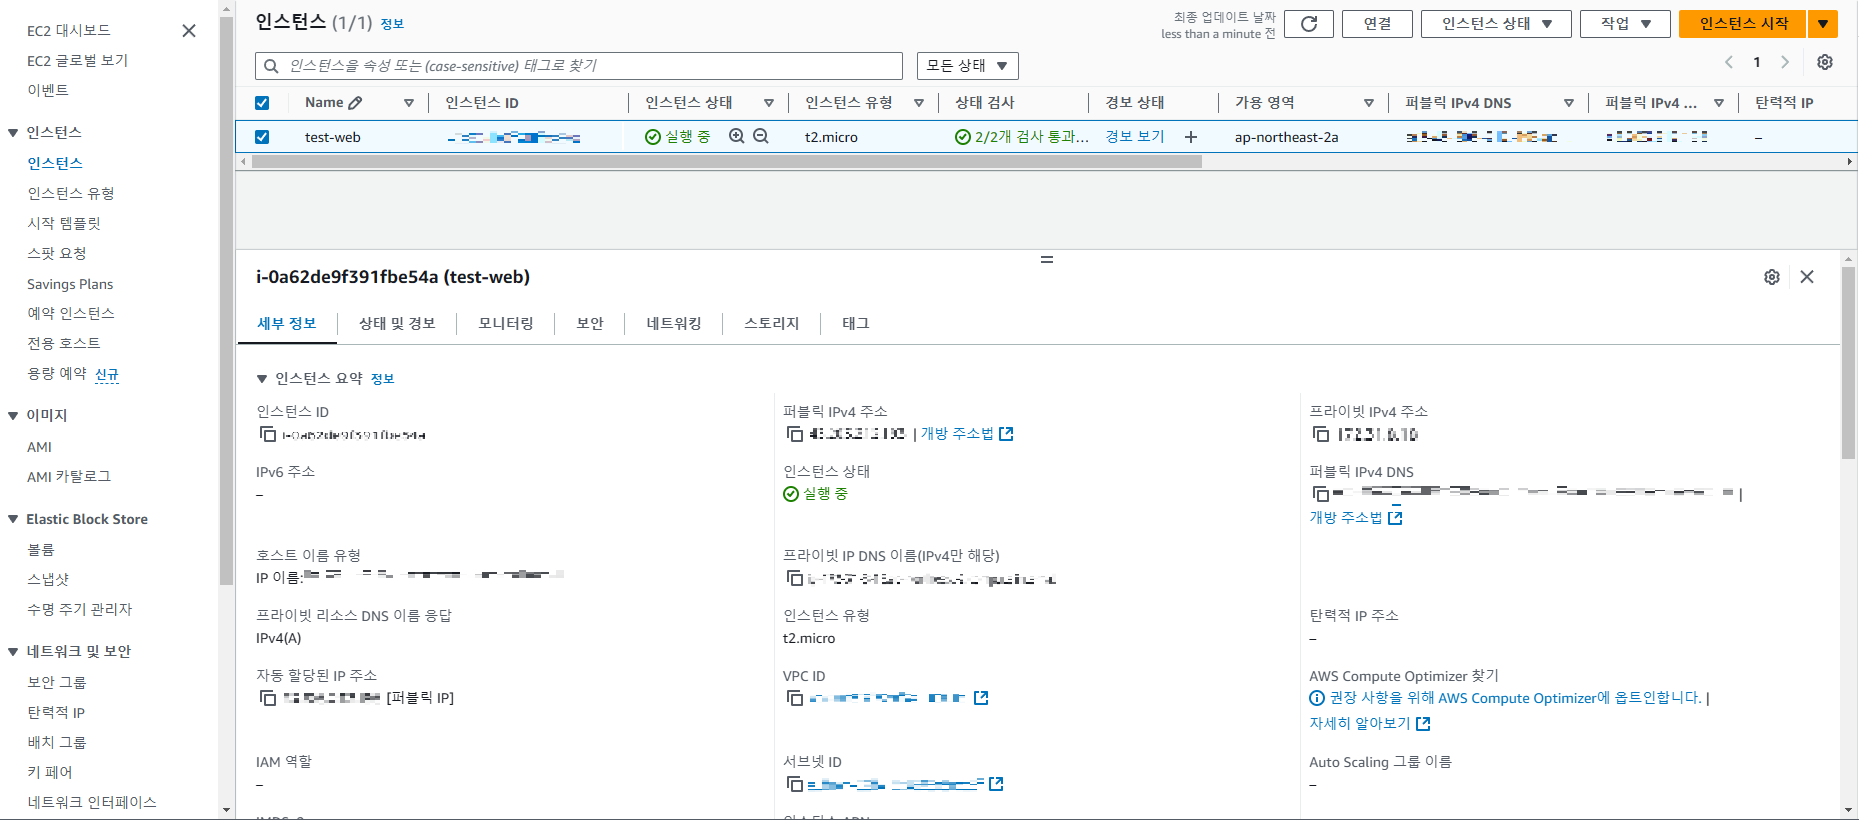 EC2 대시보드
EC2 글로벌 보기
이벤트
인스턴스
인스턴스
인스턴스 유형
시작 템플릿
스팟 요청
Savings Plans
예약 인스턴스
전용 호스트
용량 예약 신규
이미지
AMI
AMI 카탈로그
Elastic Block Store
볼륨
스냅샷
수명 주기 관리자
네트워크 및 보안
보안 그룹
탄력적 IP
배치 그룹
키 페어
네트워크 인터페이스
인스턴스 (1/1) 정보
최종 업데이트 날짜
less than a minute 전
연결
인스턴스 상태
작업
인스턴스 시작
인스턴스을 속성 또는 (case-sensitive) 태그로 찾기
모든 상태
1
Name 인스턴스 ID 인스턴스 상태 인스턴스 유형 상태 검사 경보 상태 가용 영역 퍼블릭 IPv4 DNS 퍼블릭 IPv4 ... 탄력적 IP
test-web 실행 중 t2.micro 2/2개 검사 통과... 경보 보기 + ap-northeast-2a –
i-0a62de9f391fbe54a (test-web)
세부 정보 상태 및 경보 모니터링 보안 네트워킹 스토리지 태그
인스턴스 요약 정보
인스턴스 ID
퍼블릭 IPv4 주소
| 개방 주소법
프라이빗 IPv4 주소
IPv6 주소
–
인스턴스 상태
실행 중
퍼블릭 IPv4 DNS
|
개방 주소법
호스트 이름 유형
IP 이름:
프라이빗 IP DNS 이름(IPv4만 해당)
프라이빗 리소스 DNS 이름 응답
IPv4(A)
인스턴스 유형
t2.micro
탄력적 IP 주소
–
자동 할당된 IP 주소
[퍼블릭 IP]
VPC ID
AWS Compute Optimizer 찾기
권장 사항을 위해 AWS Compute Optimizer에 옵트인합니다. |
자세히 알아보기
IAM 역할
–
서브넷 ID
Auto Scaling 그룹 이름
–